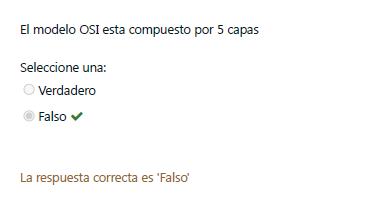 El modelo OSI esta compuesto por 5 capas
Seleccione una:
Verdadero
Falso
La respuesta correcta es 'Falso'